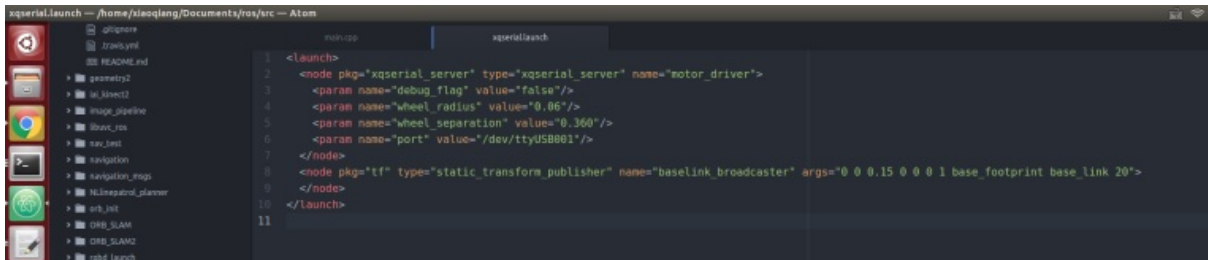 xqserial.launch — /home/xiaoqiang/Documents/ros/src — Atom
.gitignore
.travis.yml
README.md
geometry2
iai_kinect2
image_pipeline
libuvc_ros
nav_test
navigation
navigation_msgs
NLlinepatrol_planner
orb_init
ORB_SLAM
ORB_SLAM2
rgbd_launch
main.cpp
xqserial.launch
1 <launch>
2 <node pkg="xqserial_server" type="xqserial_server" name="motor_driver">
3 <param name="debug_flag" value="false"/>
4 <param name="wheel_radius" value="0.06"/>
5 <param name="wheel_separation" value="0.360"/>
6 <param name="port" value="/dev/ttyUSB001"/>
7 </node>
8 <node pkg="tf" type="static_transform_publisher" name="baselink_broadcaster" args="0 0 0.15 0 0 0 1 base_footprint base_link 20">
9 </node>
10 </launch>
11